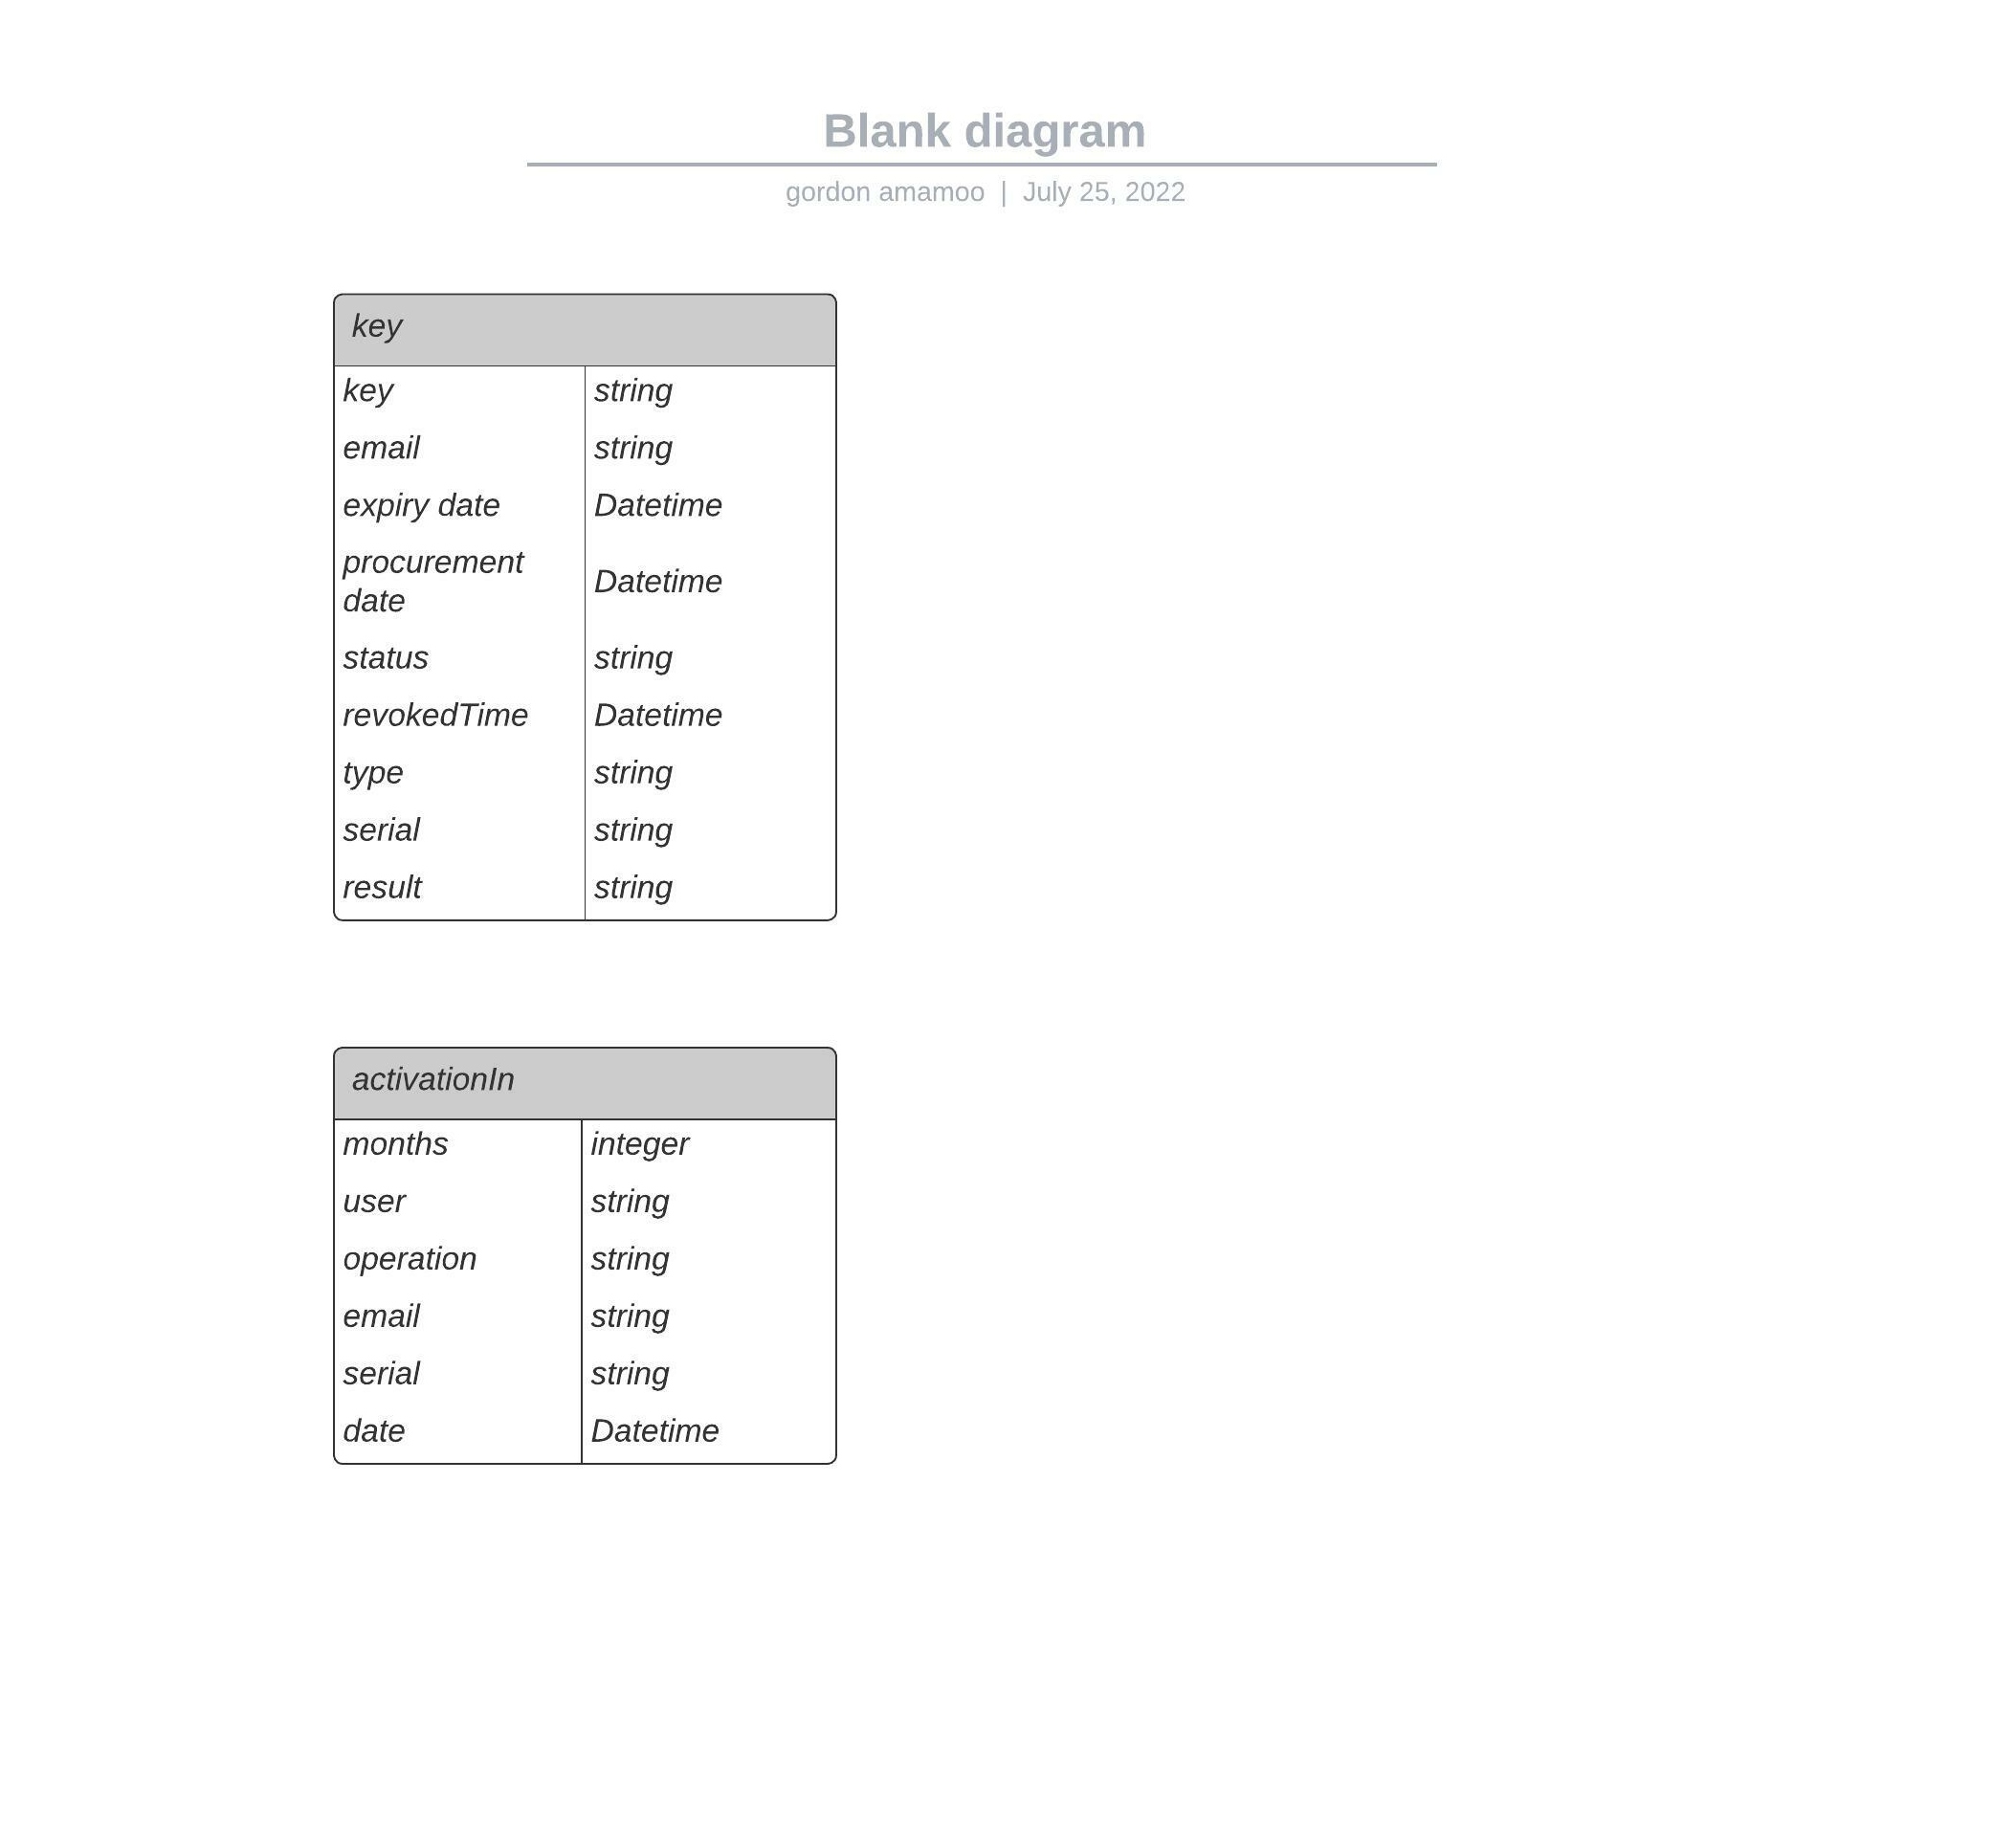 Blank diagram
gordon amamoo | July 25, 2022
key
key string
email string
expiry date Datetime
procurement
date Datetime
status string
revokedTime Datetime
type string
serial string
result string
activationIn
months integer
user string
operation string
email string
serial string
date Datetime